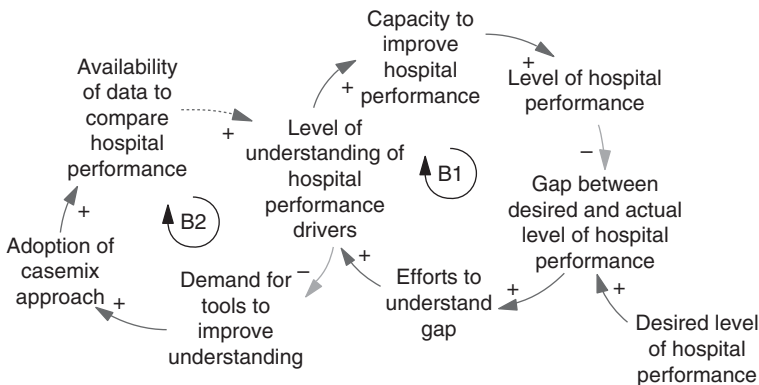 Capacity to
improve
hospital
performance
+
Level of hospital
performance
Availability
of data to
compare
hospital
performance
+
+
Level of
understanding of
hospital
performance
drivers
B1
–
Gap between
desired and actual
level of hospital
performance
B2
+
Adoption of
casemix
approach
+
Demand for
tools to
improve
understanding
–
+
Efforts to
understand
gap
+
+
Desired level
of hospital
performance